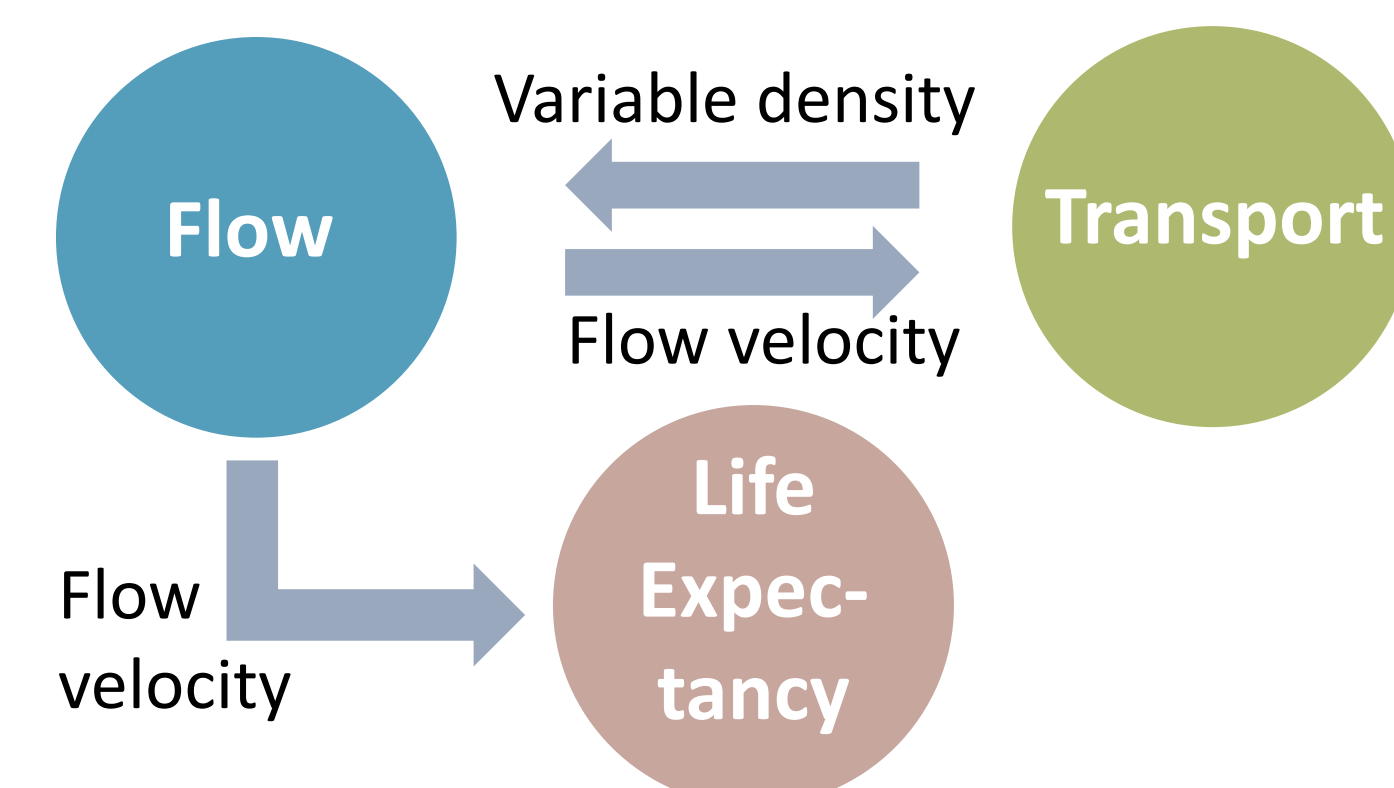 Variable density
Flow
Transport
Flow velocity
Life
Expec-
tancy
Flow
velocity